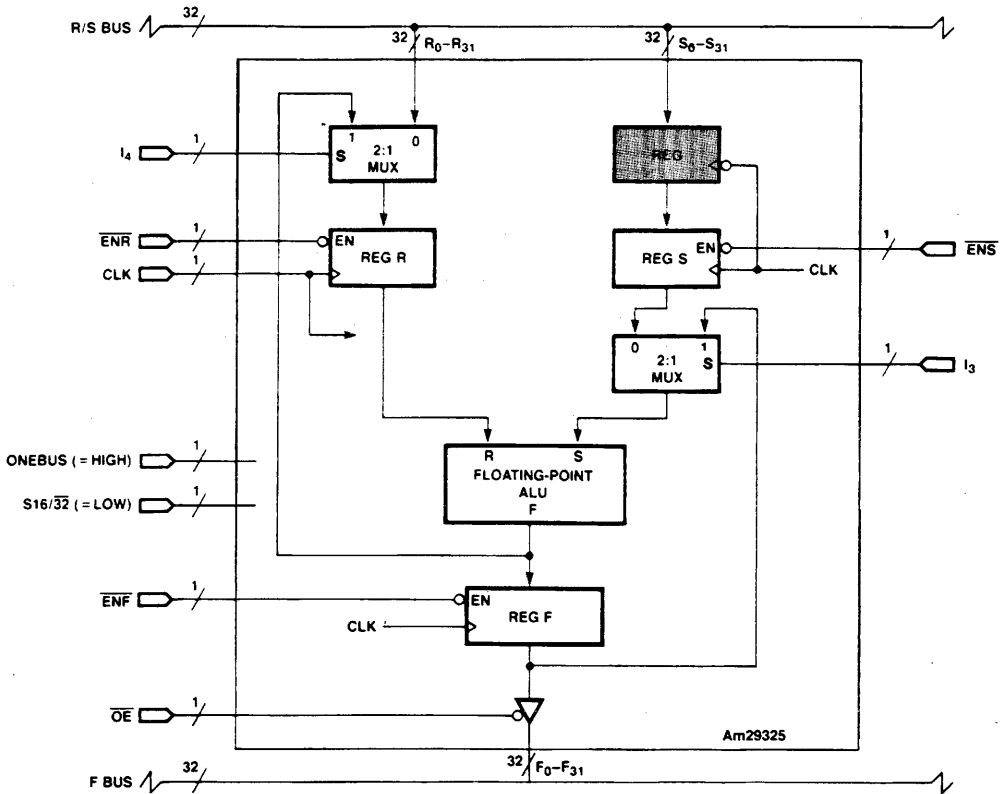 R/S BUS 32
32 R₀–R₃₁ 32 S₆–S₃₁
1 0
I₄ 1 S 2:1 MUX
REG
ENR 1 EN REG R
EN REG S 1 ENS
CLK 1
CLK
0 1
2:1 MUX S 1 I₃
ONEBUS (= HIGH) 1
R S
FLOATING-POINT
ALU
F
S16/32 (= LOW) 1
ENF 1 EN REG F
CLK
OE 1
Am29325
32 F₀–F₃₁
F BUS 32